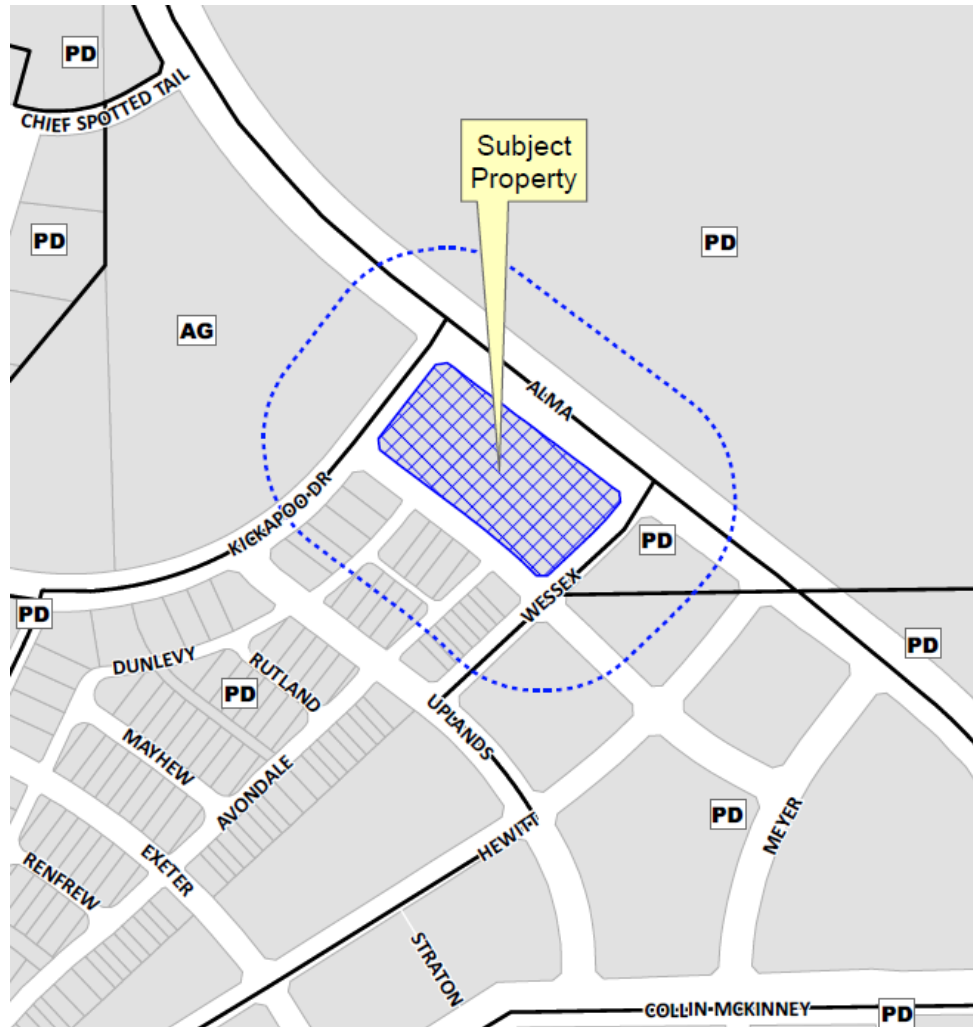 PD
CHIEF SPOTTED TAIL
Subject
Property
PD
PD
AG
ALMA
KICKAPOO DR
PD
WESSEX
PD
PD
DUNLEVY
RUTLAND
PD
UPLANDS
MAYHEW
AVONDALE
PD
MEYER
HEWITT
EXETER
RENFREW
STRATON
COLLIN MCKINNEY
PD